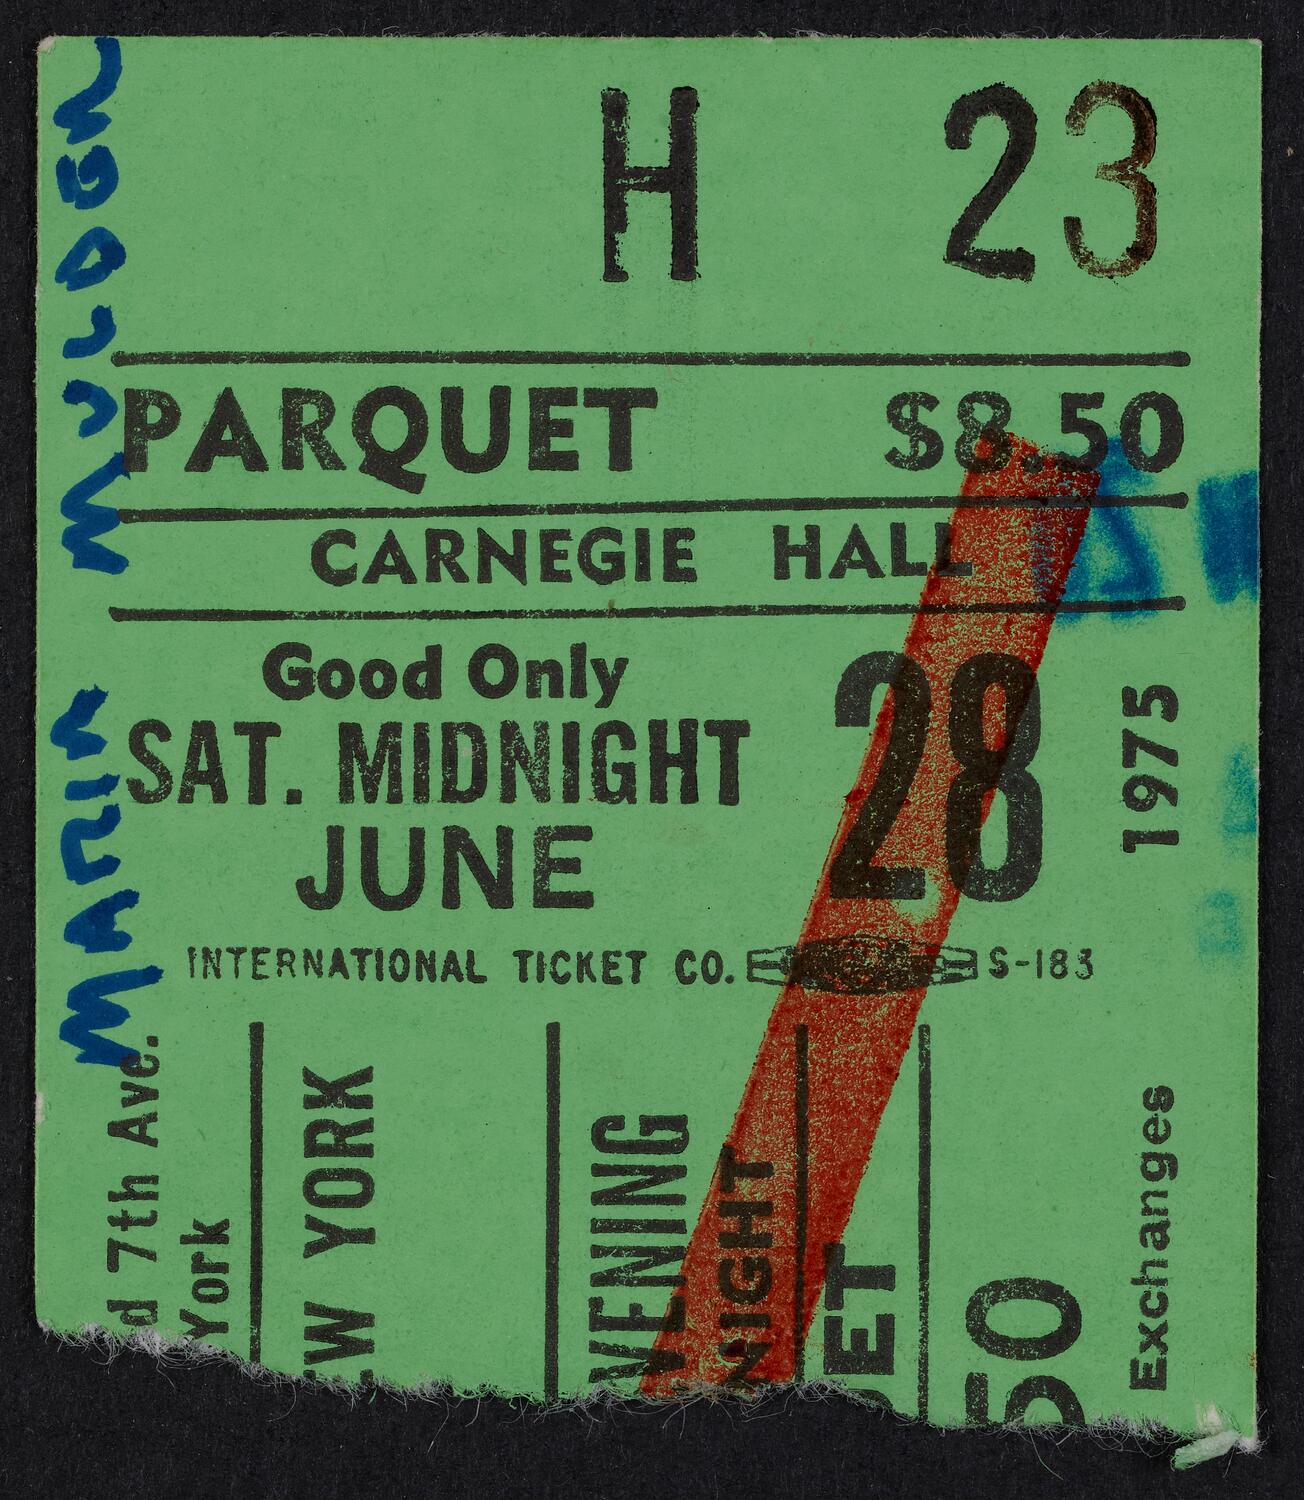 H 23
PARQUET $8.50
CARNEGIE HALL
Good Only
SAT. MIDNIGHT
JUNE
28
1975
INTERNATIONAL TICKET CO. S-183
MARIA MULDER
d 7th Ave.
York
EW YORK
VENING
NIGHT
ET
50
Exchanges